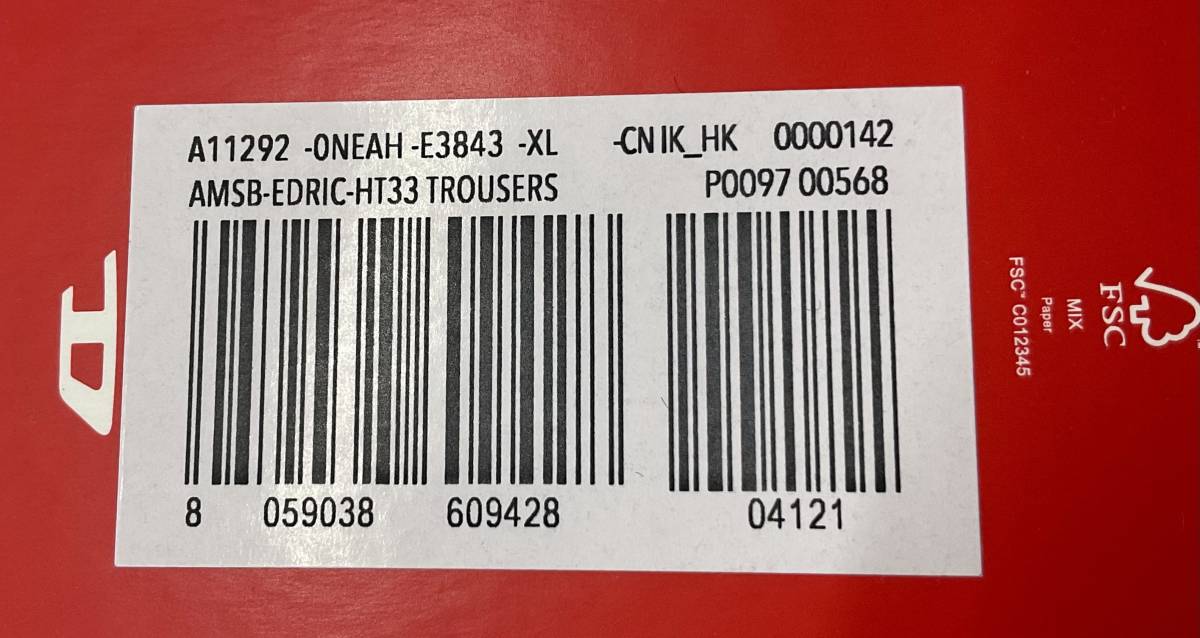 A11292 -0NEAH -E3843 -XL -CN IK_HK 0000142
AMSB-EDRIC-HT33 TROUSERS P0097 00568
8 059038 609428 04121
FSC
MIX
Paper
FSC™ C012345
D